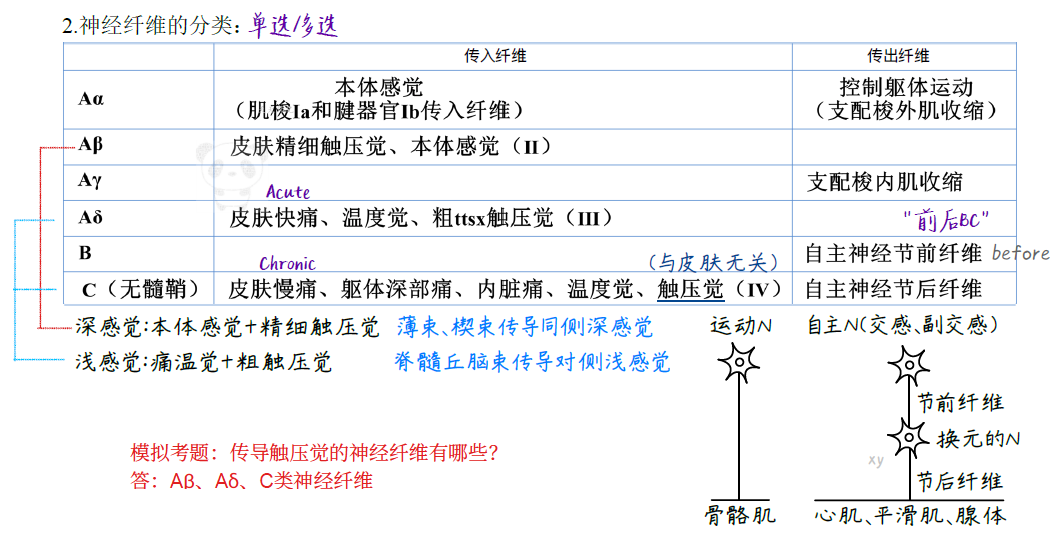 2.神经纤维的分类：单选/多选
传入纤维 传出纤维
Aα 本体感觉 控制躯体运动
（肌梭Ia和腱器官Ib传入纤维） （支配梭外肌收缩）
Aβ 皮肤精细触压觉、本体感觉（II）
Aγ 支配梭内肌收缩
Acute
Aδ 皮肤快痛、温度觉、粗ttsx触压觉（III） "前后BC"
B 自主神经节前纤维 before
Chronic （与皮肤无关）
C（无髓鞘） 皮肤慢痛、躯体深部痛、内脏痛、温度觉、触压觉（IV） 自主神经节后纤维
深感觉：本体感觉+精细触压觉 薄束、楔束传导同侧深感觉 运动N 自主N（交感、副交感）
浅感觉：痛温觉+粗触压觉 脊髓丘脑束传导对侧浅感觉
节前纤维
模拟考题：传导触压觉的神经纤维有哪些？ 换元的N
xy
答：Aβ、Aδ、C类神经纤维 节后纤维
骨骼肌 心肌、平滑肌、腺体